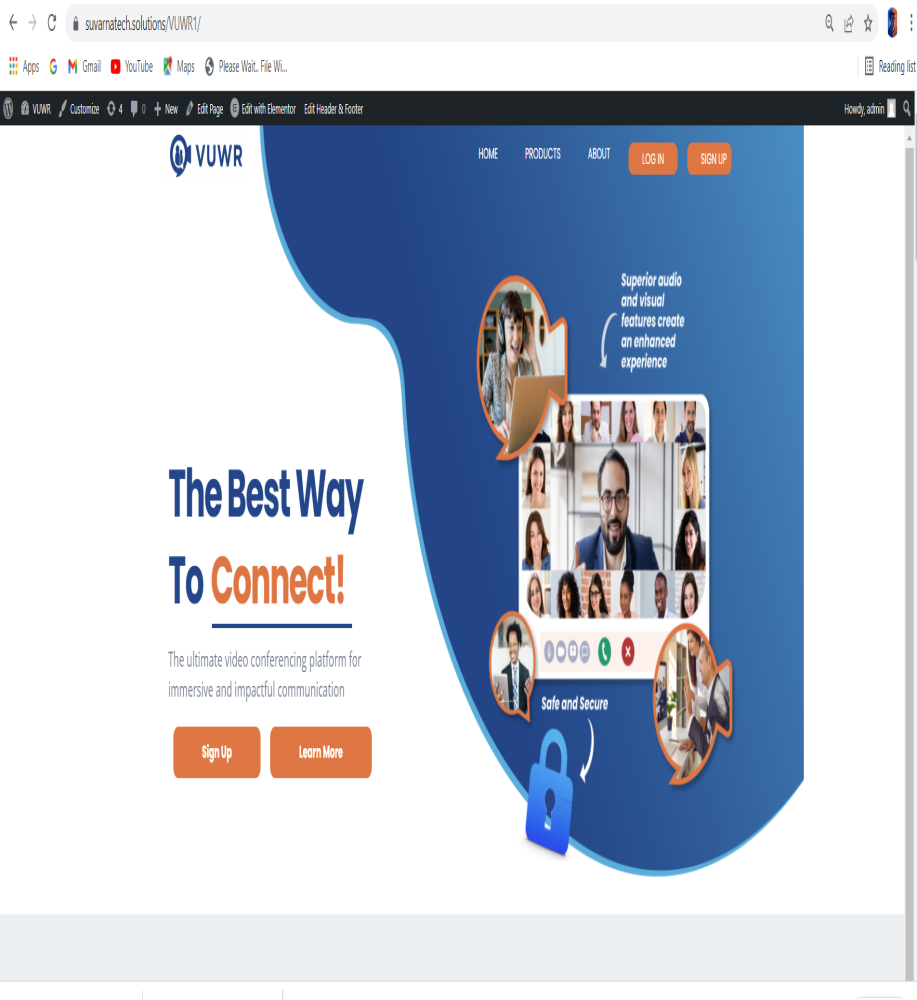 suvarnatech.solutions/VUWR1/
Apps Gmail YouTube Maps Please Wait.. File Wi... Reading list
VUWR Customize 4 0 New Edit Page Edit with Elementor Edit Header & Footer Howdy, admin
VUWR HOME PRODUCTS ABOUT LOG IN SIGN UP
Superior audio
and visual
features create
an enhanced
experience
The Best Way
To Connect!
The ultimate video conferencing platform for
immersive and impactful communication
Sign Up Learn More
Safe and Secure